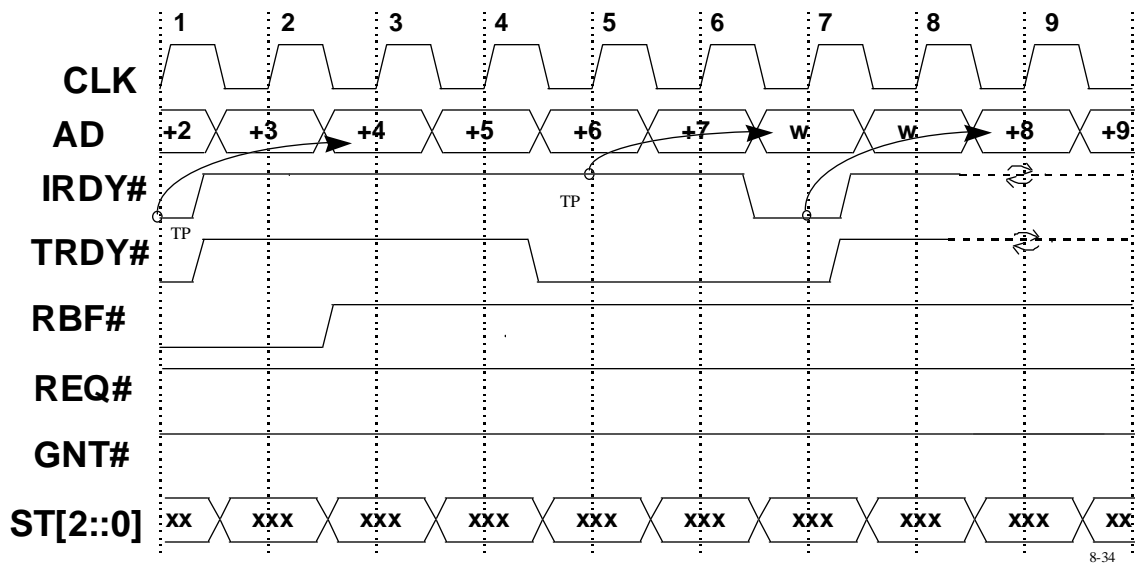 1 2 3 4 5 6 7 8 9
CLK
AD +2 +3 +4 +5 +6 +7 w w +8 +9
IRDY#
TP TP
TRDY#
RBF#
REQ#
GNT#
ST[2::0] xx xxx xxx xxx xxx xxx xxx xxx xxx xx
8-34